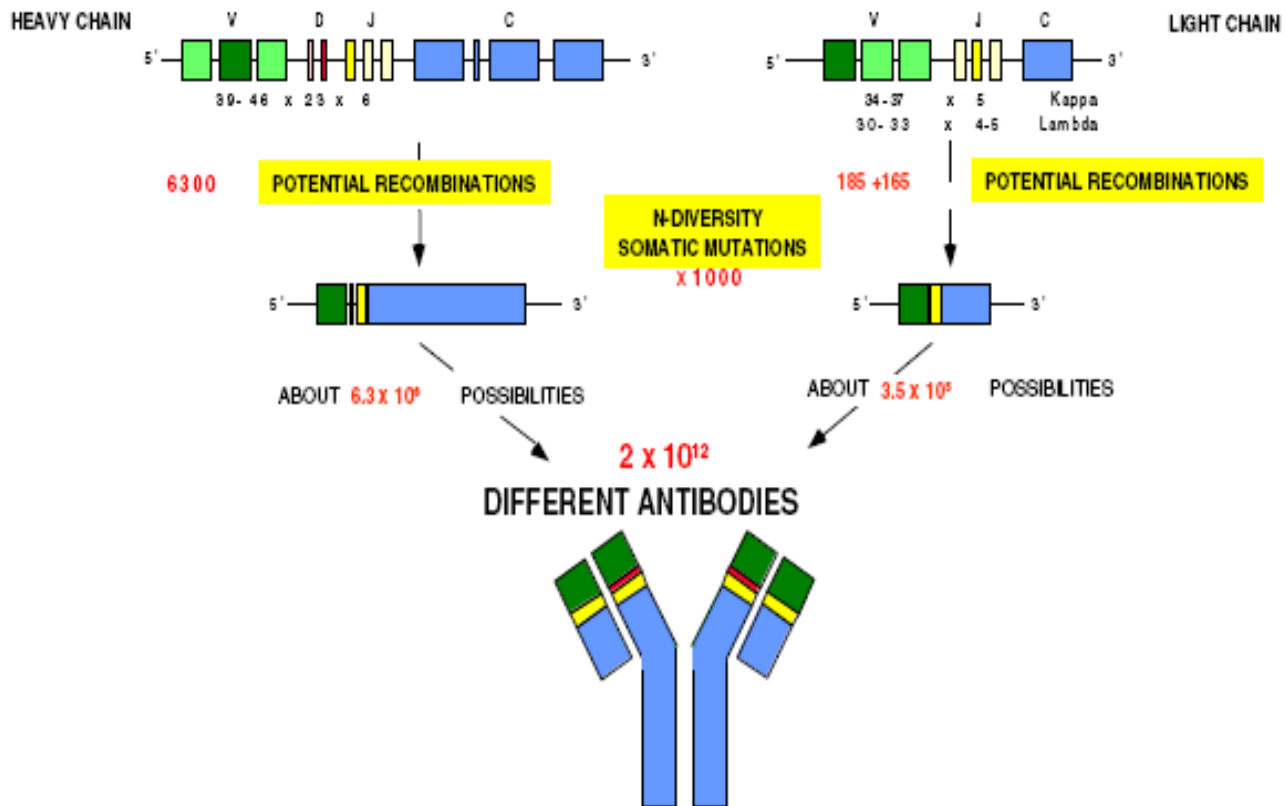 HEAVY CHAIN
V D J C
5' 3'
39-46 x 23 x 6
LIGHT CHAIN
V J C
5' 3'
34-37 x 5 Kappa
30-33 x 4-5 Lambda
6300 POTENTIAL RECOMBINATIONS
185 +165 POTENTIAL RECOMBINATIONS
N-DIVERSITY
SOMATIC MUTATIONS
x 1000
5' 3'
5' 3'
ABOUT 6.3 x 10⁶ POSSIBILITIES
ABOUT 3.5 x 10⁵ POSSIBILITIES
2 x 10¹²
DIFFERENT ANTIBODIES